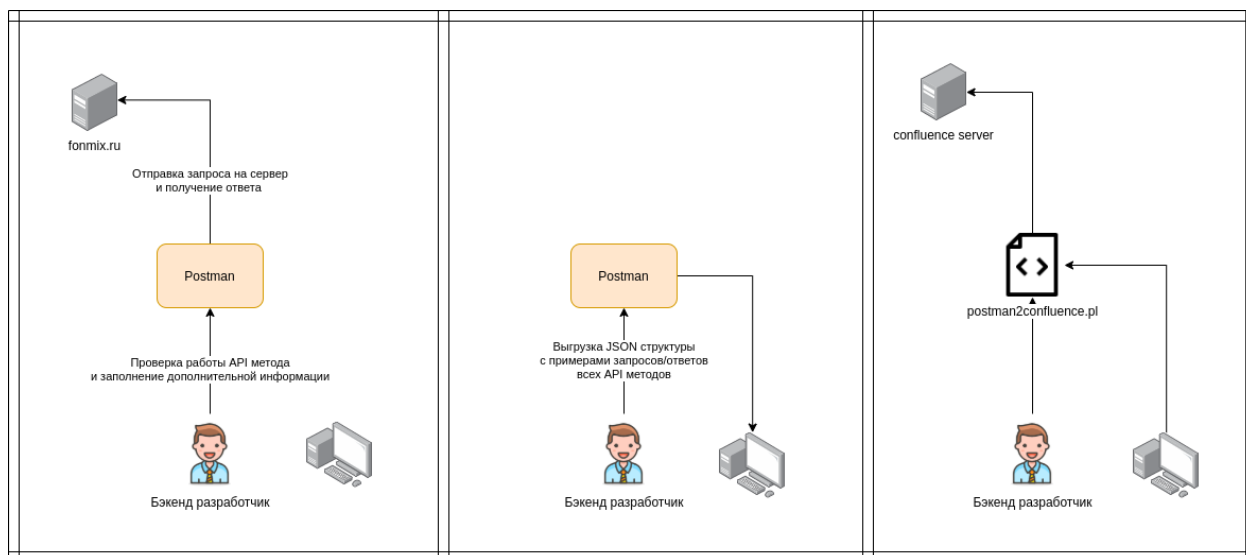 fonmix.ru
Отправка запроса на сервер
и получение ответа
Postman
Проверка работы API метода
и заполнение дополнительной информации
Бэкенд разработчик
Postman
Выгрузка JSON структуры
с примерами запросов/ответов
всех API методов
Бэкенд разработчик
confluence server
postman2confluence.pl
Бэкенд разработчик